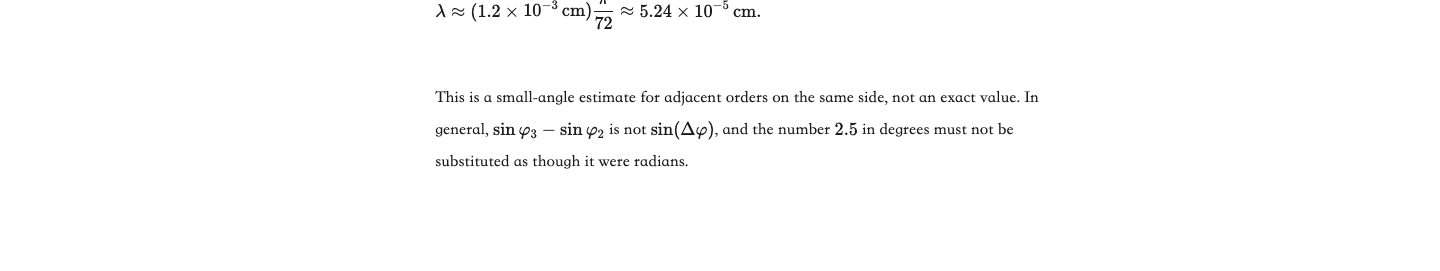 λ ≈ (1.2 × 10⁻³ cm) π/72 ≈ 5.24 × 10⁻⁵ cm.
This is a small-angle estimate for adjacent orders on the same side, not an exact value. In
general, sin φ₃ − sin φ₂ is not sin(Δφ), and the number 2.5 in degrees must not be
substituted as though it were radians.